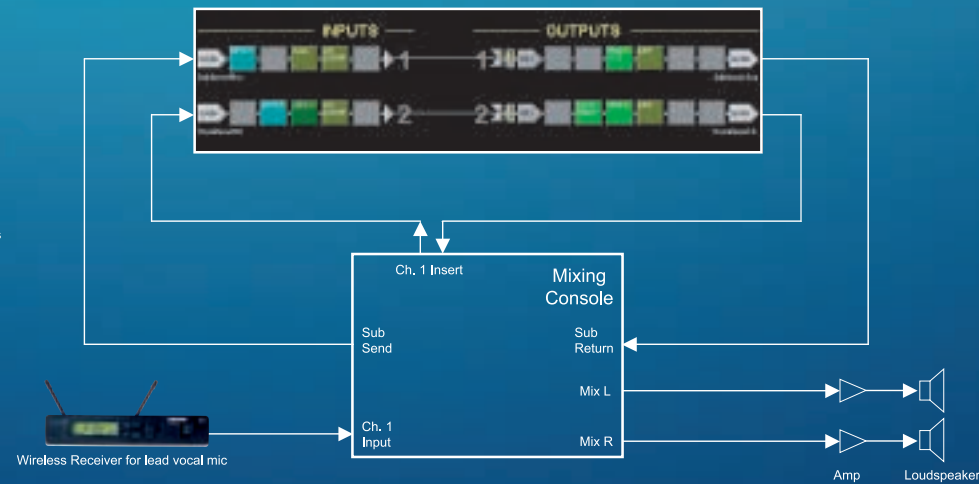 INPUTS
OUTPUTS
1
1
2
2
Ch. 1 Insert
Mixing
Console
Sub
Send
Sub
Return
Mix L
Ch. 1
Input
Mix R
Wireless Receiver for lead vocal mic
Amp
Loudspeaker